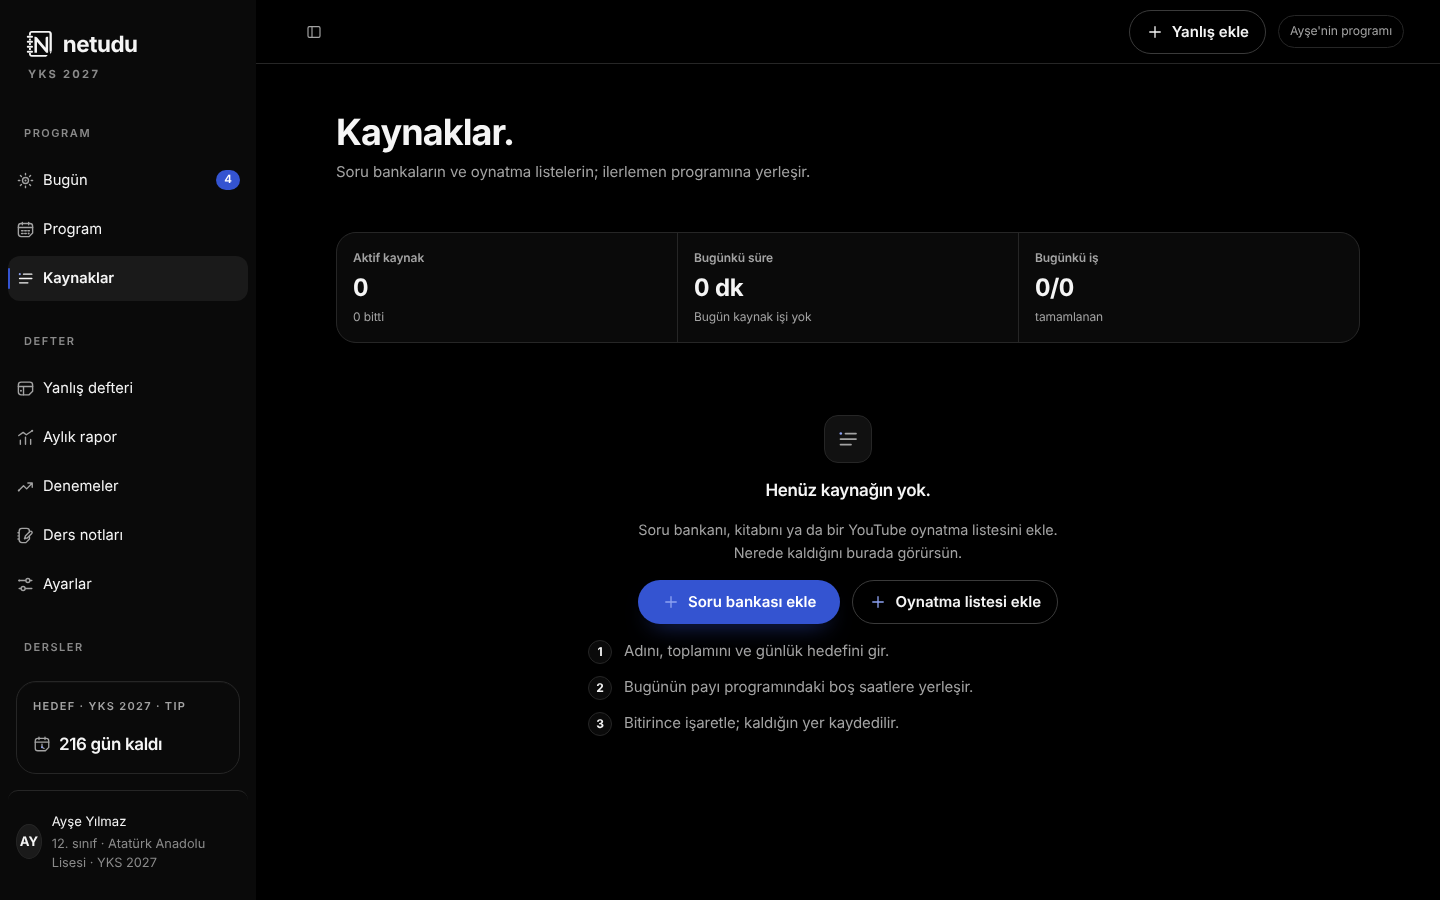 netudu
YKS 2027
PROGRAM
Bugün
4
Program
Kaynaklar
DEFTER
Yanlış defteri
Aylık rapor
Denemeler
Ders notları
Ayarlar
DERSLER
HEDEF · YKS 2027 · TIP
216 gün kaldı
AY
Ayşe Yılmaz
12. sınıf · Atatürk Anadolu
Lisesi · YKS 2027
Yanlış ekle
Ayşe'nin programı
Kaynaklar.
Soru bankaların ve oynatma listelerin; ilerlemen programına yerleşir.
Aktif kaynak
0
0 bitti
Bugünkü süre
0 dk
Bugün kaynak işi yok
Bugünkü iş
0/0
tamamlanan
Henüz kaynağın yok.
Soru bankanı, kitabını ya da bir YouTube oynatma listesini ekle.
Nerede kaldığını burada görürsün.
Soru bankası ekle
Oynatma listesi ekle
1 Adını, toplamını ve günlük hedefini gir.
2 Bugünün payı programındaki boş saatlere yerleşir.
3 Bitirince işaretle; kaldığın yer kaydedilir.